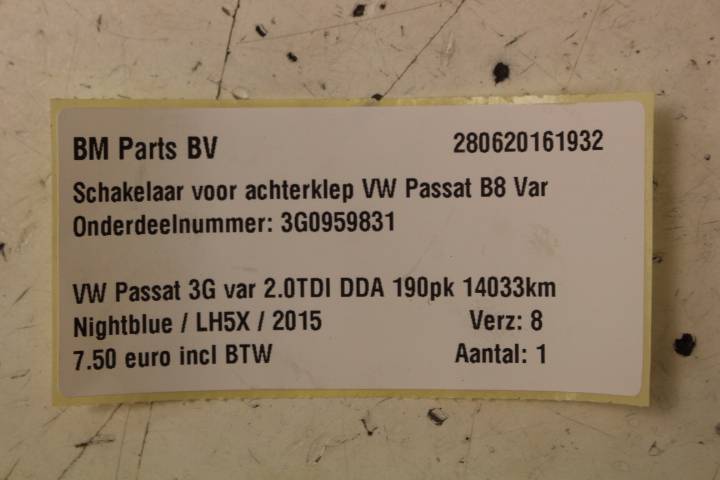 BM Parts BV 280620161932
Schakelaar voor achterklep VW Passat B8 Var
Onderdeelnummer: 3G0959831
VW Passat 3G var 2.0TDI DDA 190pk 14033km
Nightblue / LH5X / 2015 Verz: 8
7.50 euro incl BTW Aantal: 1